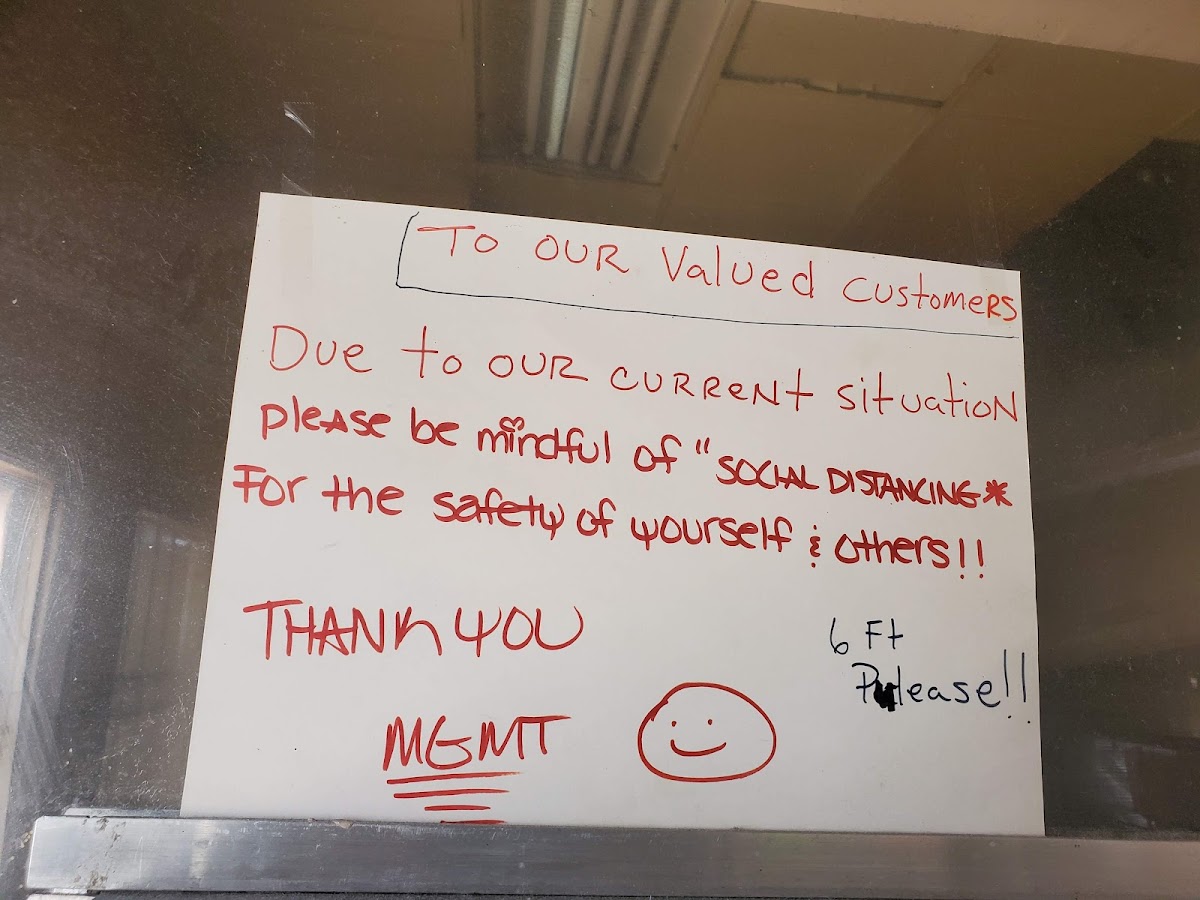 TO OUR Valued Customers
Due to OUR CURRENT situation
please be mindful of "SOCIAL DISTANCING*
For the safety of yourself & others!!
THANK YOU
6 Ft
Please!!
MGMT